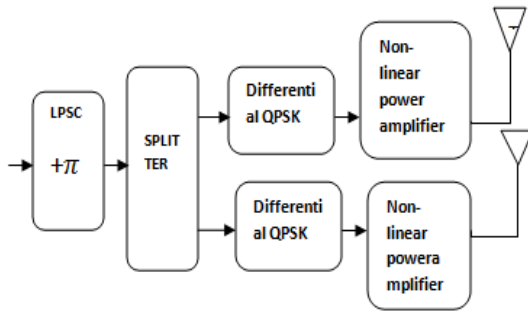 LPSC
+π
SPLIT
TER
Differenti
al QPSK
Non-
linear
power
amplifier
Differenti
al QPSK
Non-
linear
powera
mplifier